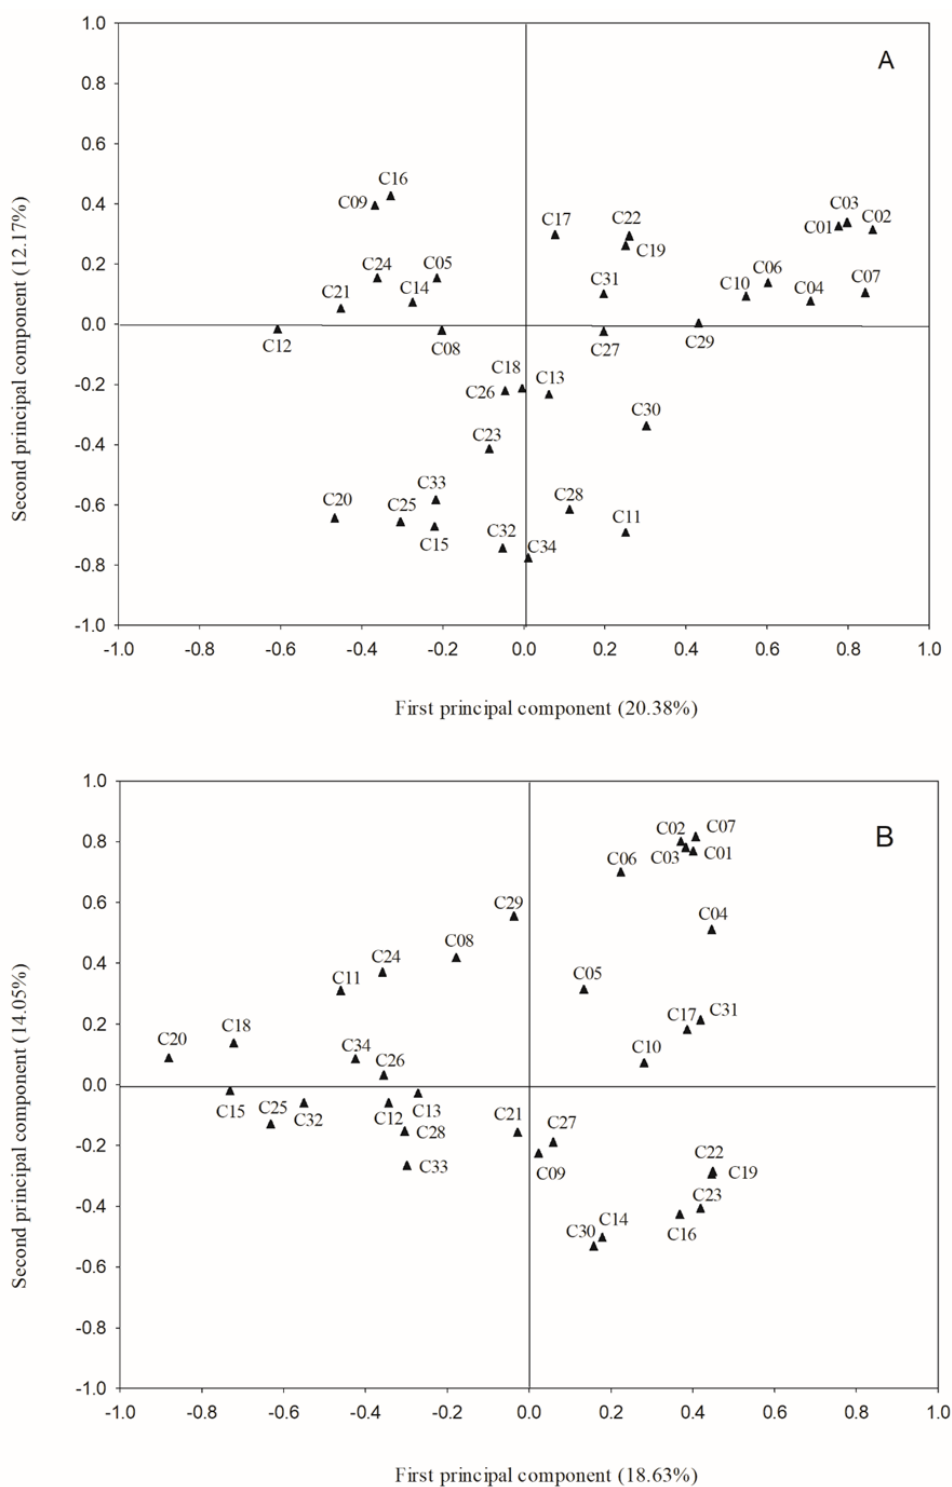 1.0
A
0.8
0.6
C16
C09
0.4
C03
C02
C01
C17
C22
C19
0.2
C24
C05
C06
C07
C21
C14
C31
C10
C04
0.0
C12
C08
C27
C29
-0.2
C18
C26
C13
C30
-0.4
C23
C33
C28
-0.6
C20
C25
C11
C15
C32
C34
-0.8
-1.0
Second principal component (12.17%)
-1.0 -0.8 -0.6 -0.4 -0.2 0.0 0.2 0.4 0.6 0.8 1.0
First principal component (20.38%)
1.0
B
0.8
C02
C07
C03
C01
C06
0.6
C29
C04
C08
0.4
C24
C11
C05
0.2
C20
C18
C17
C31
C34
C26
C10
0.0
C15
C25
C32
C12
C13
C21
C27
C28
-0.2
C33
C09
C22
C19
C23
-0.4
C30
C14
C16
-0.6
-0.8
-1.0
Second principal component (14.05%)
-1.0 -0.8 -0.6 -0.4 -0.2 0.0 0.2 0.4 0.6 0.8 1.0
First principal component (18.63%)